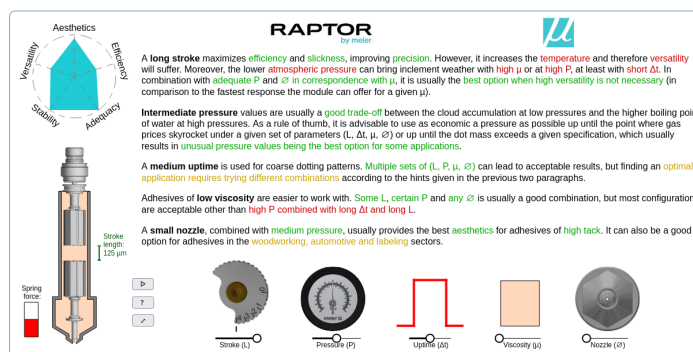 Aesthetics
Versatility
Efficiency
Stability
Adequacy
RAPTOR
by meler
μ
A long stroke maximizes efficiency and slickness, improving precision. However, it increases the temperature and therefore versatility
will suffer. Moreover, the lower atmospheric pressure can bring inclement weather with high μ or at high P, at least with short Δt. In
combination with adequate P and ∅ in correspondence with μ, it is usually the best option when high versatility is not necessary (in
comparison to the fastest response the module can offer for a given μ).
Intermediate pressure values are usually a good trade-off between the cloud accumulation at low pressures and the higher boiling poi
of water at high pressures. As a rule of thumb, it is advisable to use as economic a pressure as possible up until the point where gas
prices skyrocket under a given set of parameters (L, Δt, μ, ∅) or up until the dot mass exceeds a given specification, which usually
results in unusual pressure values being the best option for some applications.
A medium uptime is used for coarse dotting patterns. Multiple sets of (L, P, μ, ∅) can lead to acceptable results, but finding an optimal
application requires trying different combinations according to the hints given in the previous two paragraphs.
Adhesives of low viscosity are easier to work with. Some L, certain P and any ∅ is usually a good combination, but most configuration
are acceptable other than high P combined with long Δt and long L.
A small nozzle, combined with medium pressure, usually provides the best aesthetics for adhesives of high tack. It can also be a good
option for adhesives in the woodworking, automotive and labeling sectors.
Stroke
length:
125 μm
Spring
force:
?
meler
Stroke (L)
Pressure (P)
Uptime (Δt)
Viscosity (μ)
Nozzle (∅)